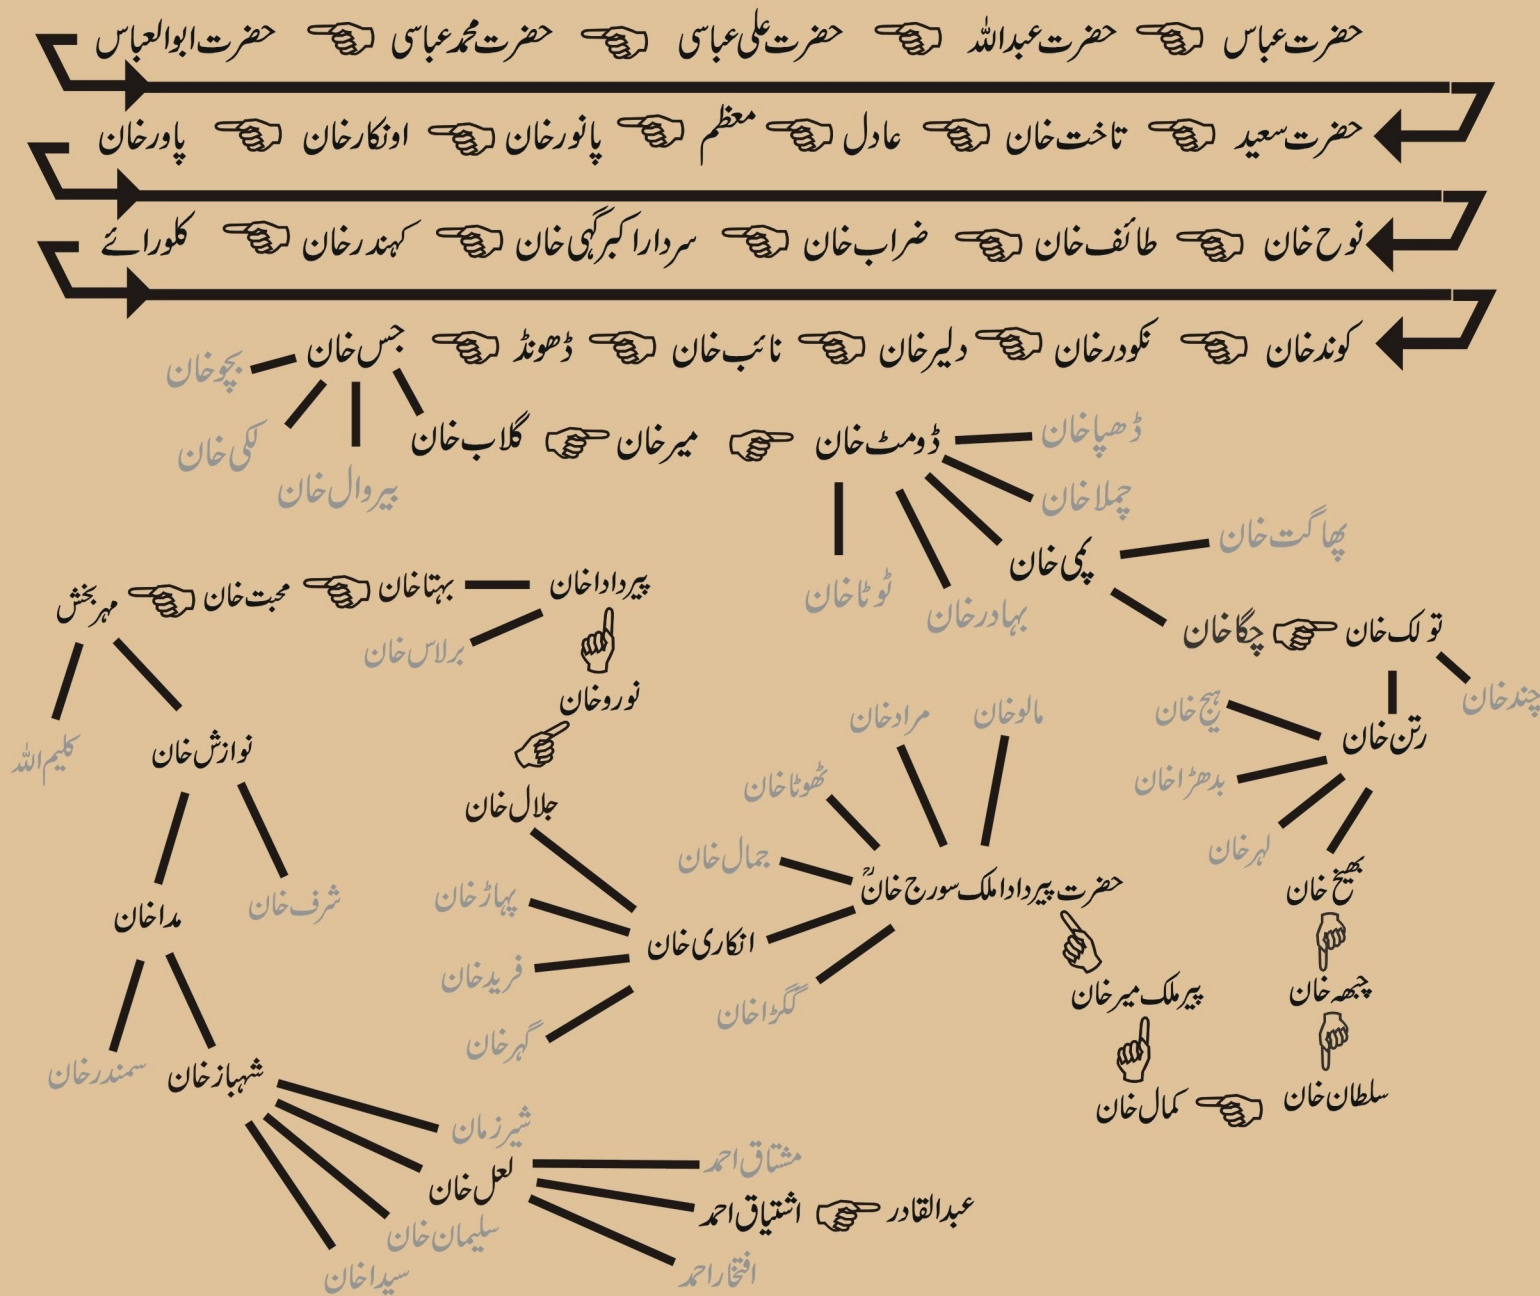 حضرت عباس حضرت عبداللہ حضرت علی عباسی حضرت محمد عباسی حضرت ابوالعباس
حضرت سعید تاخت خان عادل معظم پانور خان اونکار خان پاور خان
نوح خان طائف خان ضراب خان سردار اکبر گہی خان کہندر خان کلورائے
کوند خان نکودر خان دلیر خان نائب خان ڈھونڈ جس خان
بچو خان
لکی خان
بیروال خان
گلاب خان میر خان ڈومٹ خان
ڈھپا خان
چملا خان
پمی خان
بہادر خان
ٹوٹا خان
پھاگت خان
چگا خان تولک خان
چند خان
رتن خان
بدھڑا خان
لہر خان
بھیخ خان
چبھہ خان
سلطان خان کمال خان
پیر ملک میر خان
حضرت پیر دادا ملک سورج خانؒ
مالو خان
مراد خان
ٹھوٹا خان
جمال خان
انکاری خان
گگڑا خان
جلال خان
پہاڑ خان
فرید خان
گہر خان
نورو خان
پیر دادا خان
بہتا خان محبت خان مہر بخش
برلاس خان
کلیم اللہ
نوازش خان
شرف خان
مدا خان
سمندر خان
شہباز خان
شیر زمان
لعل خان
سلیمان خان
سیدا خان
مشتاق احمد
اشتیاق احمد عبدالقادر
افتخار احمد